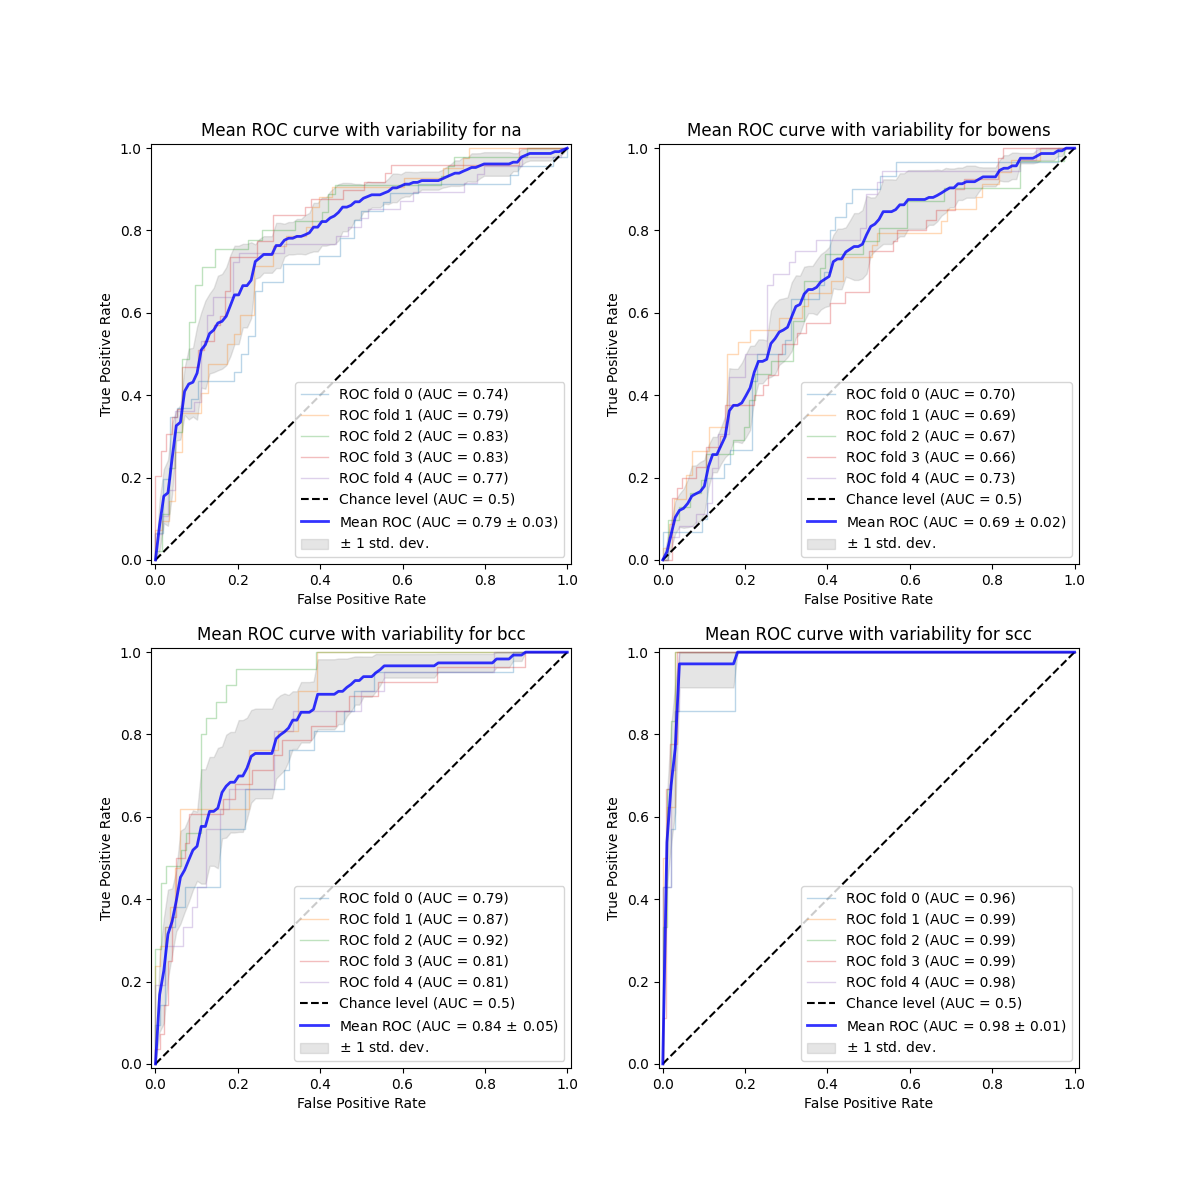 Mean ROC curve with variability for na
True Positive Rate
1.0
0.8
0.6
0.4
0.2
0.0
ROC fold 0 (AUC = 0.74)
ROC fold 1 (AUC = 0.79)
ROC fold 2 (AUC = 0.83)
ROC fold 3 (AUC = 0.83)
ROC fold 4 (AUC = 0.77)
Chance level (AUC = 0.5)
Mean ROC (AUC = 0.79 ± 0.03)
± 1 std. dev.
0.0 0.2 0.4 0.6 0.8 1.0
False Positive Rate
Mean ROC curve with variability for bowens
True Positive Rate
1.0
0.8
0.6
0.4
0.2
0.0
ROC fold 0 (AUC = 0.70)
ROC fold 1 (AUC = 0.69)
ROC fold 2 (AUC = 0.67)
ROC fold 3 (AUC = 0.66)
ROC fold 4 (AUC = 0.73)
Chance level (AUC = 0.5)
Mean ROC (AUC = 0.69 ± 0.02)
± 1 std. dev.
0.0 0.2 0.4 0.6 0.8 1.0
False Positive Rate
Mean ROC curve with variability for bcc
True Positive Rate
1.0
0.8
0.6
0.4
0.2
0.0
ROC fold 0 (AUC = 0.79)
ROC fold 1 (AUC = 0.87)
ROC fold 2 (AUC = 0.92)
ROC fold 3 (AUC = 0.81)
ROC fold 4 (AUC = 0.81)
Chance level (AUC = 0.5)
Mean ROC (AUC = 0.84 ± 0.05)
± 1 std. dev.
0.0 0.2 0.4 0.6 0.8 1.0
False Positive Rate
Mean ROC curve with variability for scc
True Positive Rate
1.0
0.8
0.6
0.4
0.2
0.0
ROC fold 0 (AUC = 0.96)
ROC fold 1 (AUC = 0.99)
ROC fold 2 (AUC = 0.99)
ROC fold 3 (AUC = 0.99)
ROC fold 4 (AUC = 0.98)
Chance level (AUC = 0.5)
Mean ROC (AUC = 0.98 ± 0.01)
± 1 std. dev.
0.0 0.2 0.4 0.6 0.8 1.0
False Positive Rate